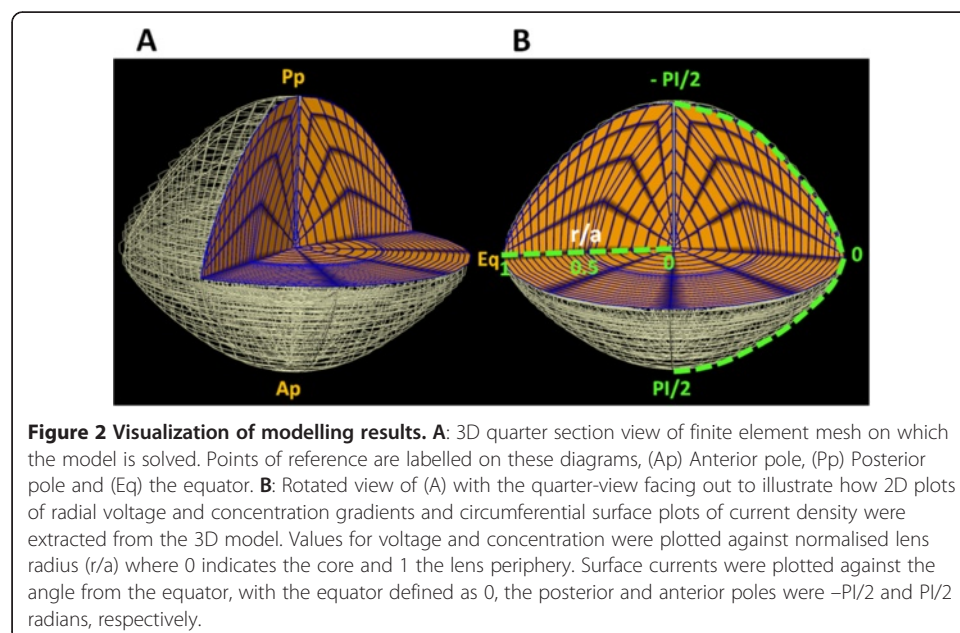 A B
Pp
- PI/2
r/a
Eq
1 0.5 0
0
Ap
PI/2
Figure 2 Visualization of modelling results. A: 3D quarter section view of finite element mesh on which
the model is solved. Points of reference are labelled on these diagrams, (Ap) Anterior pole, (Pp) Posterior
pole and (Eq) the equator. B: Rotated view of (A) with the quarter-view facing out to illustrate how 2D plots
of radial voltage and concentration gradients and circumferential surface plots of current density were
extracted from the 3D model. Values for voltage and concentration were plotted against normalised lens
radius (r/a) where 0 indicates the core and 1 the lens periphery. Surface currents were plotted against the
angle from the equator, with the equator defined as 0, the posterior and anterior poles were –PI/2 and PI/2
radians, respectively.